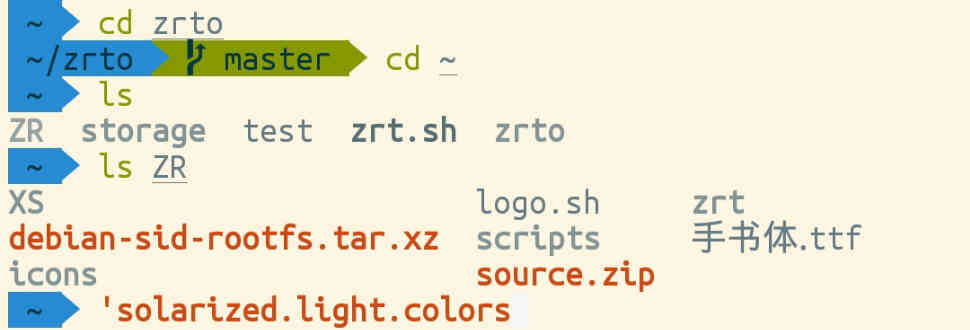 ~ cd zrto
~/zrto master cd ~
~ ls
ZR storage test zrt.sh zrto
~ ls ZR
XS logo.sh zrt
debian-sid-rootfs.tar.xz scripts 手书体.ttf
icons source.zip
~ 'solarized.light.colors